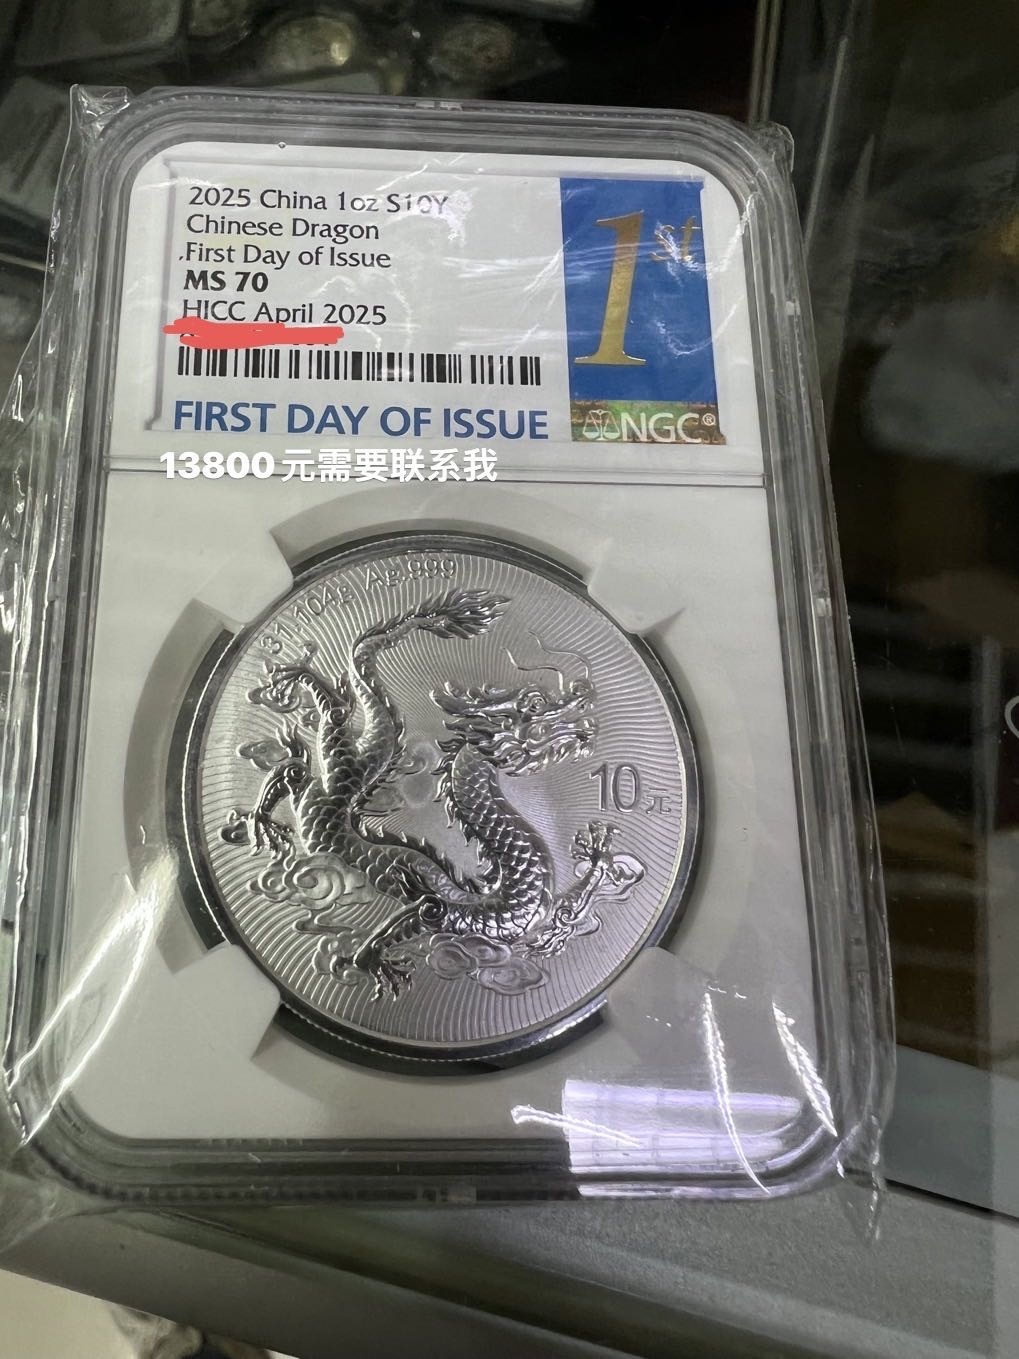 2025 China 1oz S10Y
Chinese Dragon
First Day of Issue
MS 70
HICC April 2025
1st
FIRST DAY OF ISSUE
NGC®
13800元需要联系我
31.104g Ag.999
10元